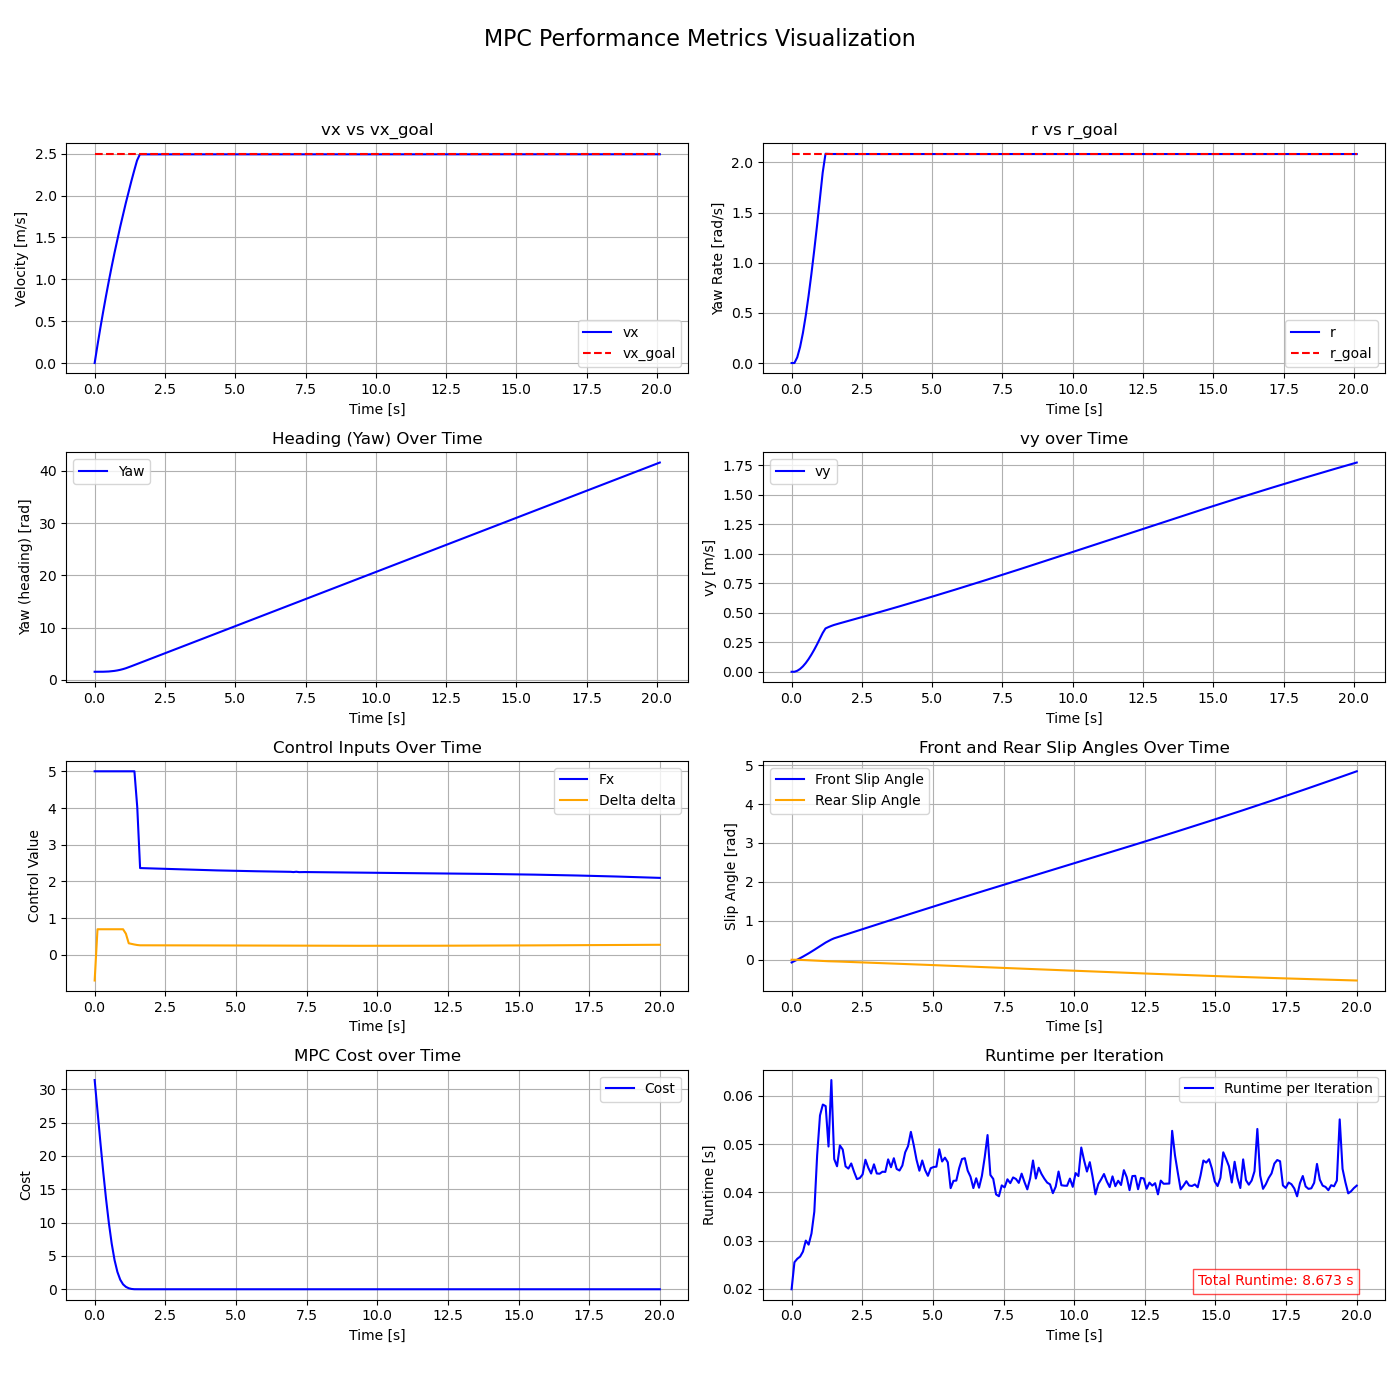 MPC Performance Metrics Visualization
vx vs vx_goal
Velocity [m/s]
2.5
2.0
1.5
1.0
0.5
0.0
vx
vx_goal
0.0 2.5 5.0 7.5 10.0 12.5 15.0 17.5 20.0
Time [s]
r vs r_goal
Yaw Rate [rad/s]
2.0
1.5
1.0
0.5
0.0
r
r_goal
0.0 2.5 5.0 7.5 10.0 12.5 15.0 17.5 20.0
Time [s]
Heading (Yaw) Over Time
Yaw (heading) [rad]
40
30
20
10
0
Yaw
0.0 2.5 5.0 7.5 10.0 12.5 15.0 17.5 20.0
Time [s]
vy over Time
vy [m/s]
1.75
1.50
1.25
1.00
0.75
0.50
0.25
0.00
vy
0.0 2.5 5.0 7.5 10.0 12.5 15.0 17.5 20.0
Time [s]
Control Inputs Over Time
Control Value
5
4
3
2
1
0
Fx
Delta delta
0.0 2.5 5.0 7.5 10.0 12.5 15.0 17.5 20.0
Time [s]
Front and Rear Slip Angles Over Time
Slip Angle [rad]
5
4
3
2
1
0
Front Slip Angle
Rear Slip Angle
0.0 2.5 5.0 7.5 10.0 12.5 15.0 17.5 20.0
Time [s]
MPC Cost over Time
Cost
30
25
20
15
10
5
0
Cost
0.0 2.5 5.0 7.5 10.0 12.5 15.0 17.5 20.0
Time [s]
Runtime per Iteration
Runtime [s]
0.06
0.05
0.04
0.03
0.02
Runtime per Iteration
Total Runtime: 8.673 s
0.0 2.5 5.0 7.5 10.0 12.5 15.0 17.5 20.0
Time [s]